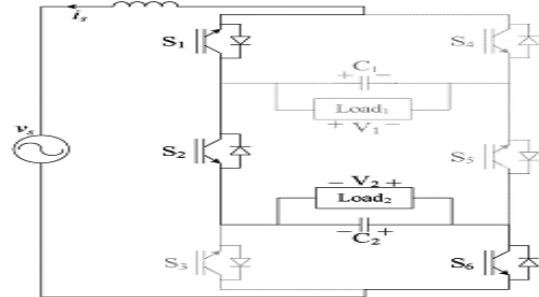 i_s
S₁
S₄
C₁
+ −
Load₁
+ V₁ −
v_s
S₂
S₅
− V₂ +
Load₂
− C₂ +
S₃
S₆